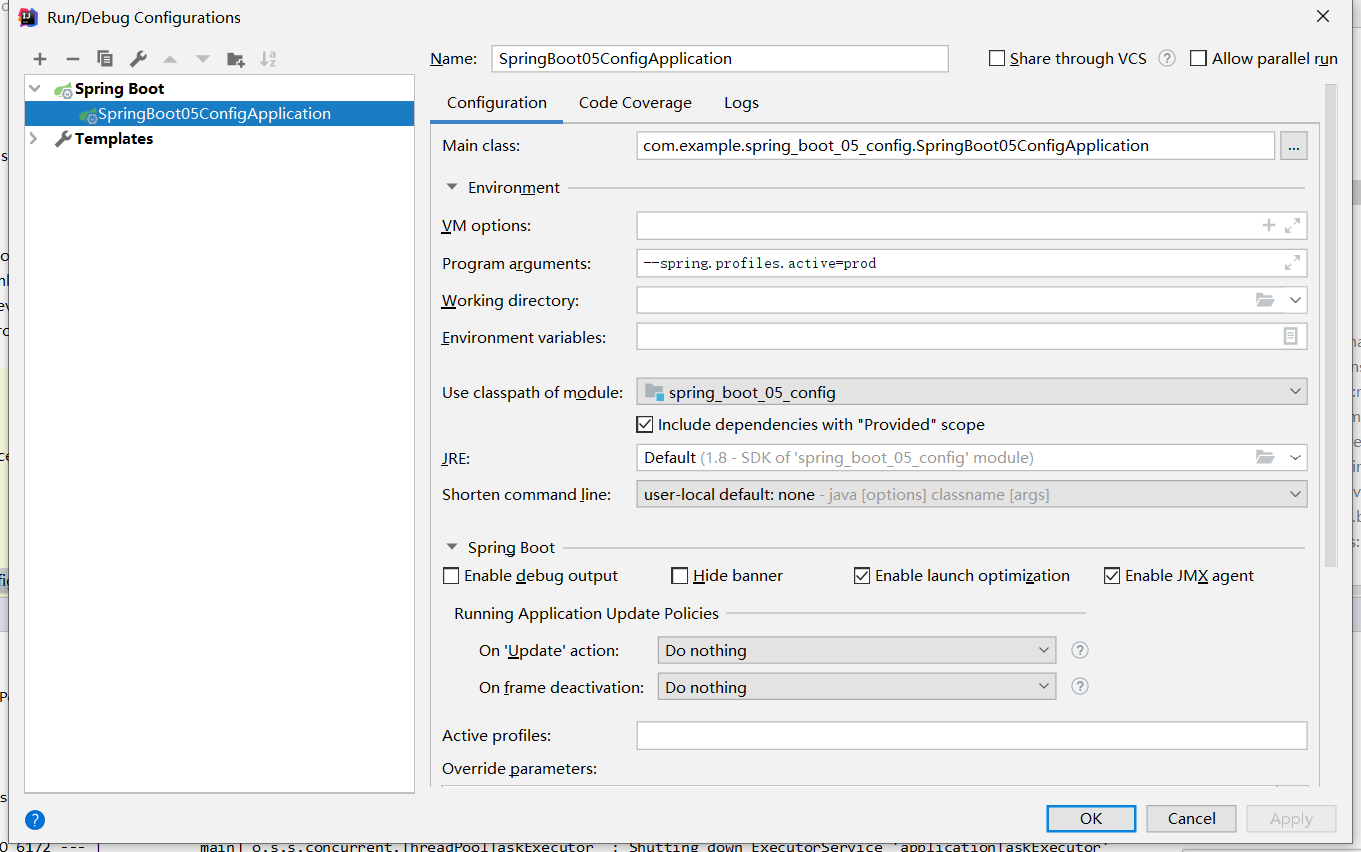 Run/Debug Configurations
Name: SpringBoot05ConfigApplication
Share through VCS
Allow parallel run
Spring Boot
SpringBoot05ConfigApplication
Templates
Configuration Code Coverage Logs
Main class: com.example.spring_boot_05_config.SpringBoot05ConfigApplication ...
Environment
VM options:
Program arguments: --spring.profiles.active=prod
Working directory:
Environment variables:
Use classpath of module: spring_boot_05_config
Include dependencies with "Provided" scope
JRE: Default (1.8 - SDK of 'spring_boot_05_config' module)
Shorten command line: user-local default: none - java [options] classname [args]
Spring Boot
Enable debug output Hide banner Enable launch optimization Enable JMX agent
Running Application Update Policies
On 'Update' action: Do nothing ?
On frame deactivation: Do nothing ?
Active profiles:
Override parameters:
? OK Cancel Apply
6172 --- [ main] o.s.s.concurrent.ThreadPoolTaskExecutor : Shutting down ExecutorService 'applicationTaskExecutor'